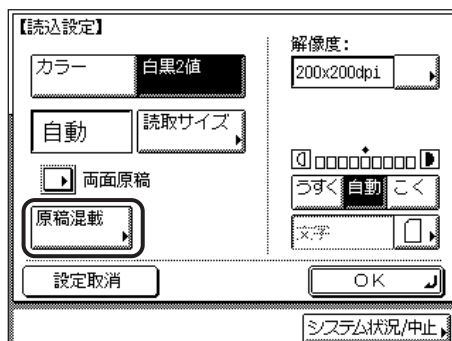 【読込設定】
カラー
白黒2値
自動
読取サイズ
両面原稿
原稿混載
設定取消
解像度:
200x200dpi
うすく
自動
こく
文字
OK
システム状況/中止